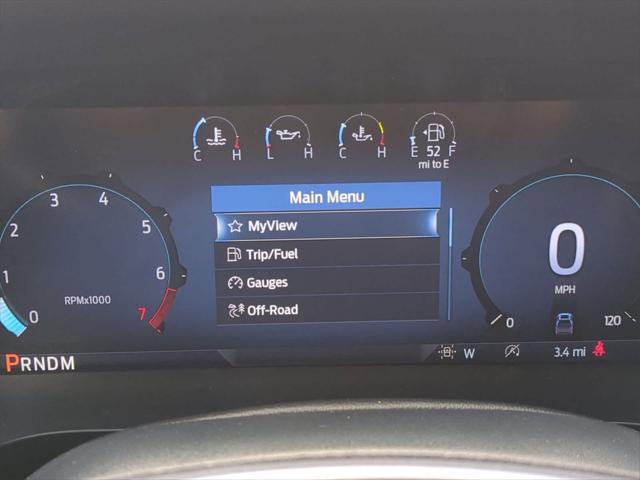 C H L H C H E 52 F
mi to E
Main Menu
MyView
Trip/Fuel
Gauges
Off-Road
0 1 2 3 4 5 6 7
RPMx1000
0
MPH
0 120
PRNDM
W
3.4 mi